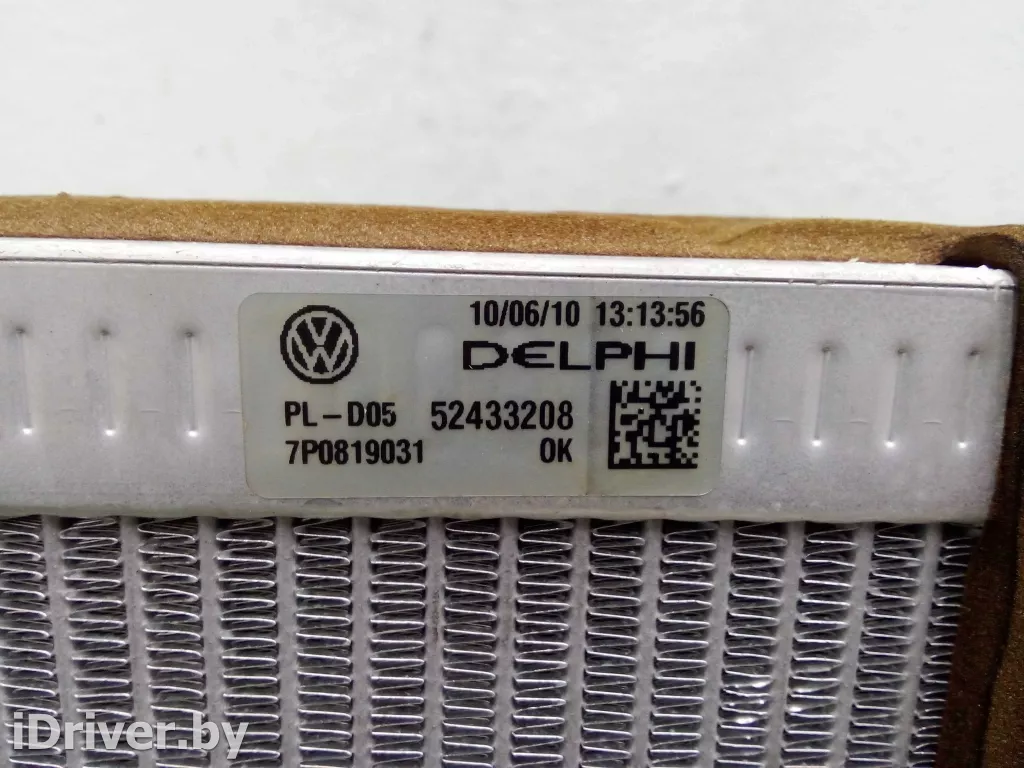 10/06/10 13:13:56
DELPHI
PL-D05 52433208
7P0819031 OK
iDriver.by